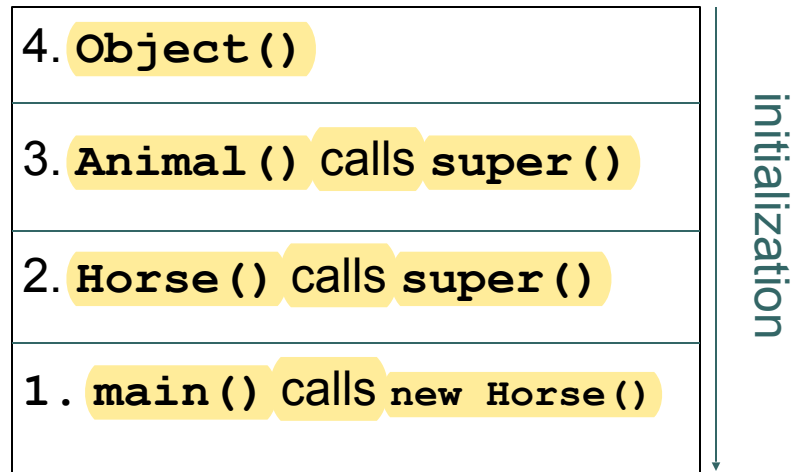 4. Object()
3. Animal() calls super()
2. Horse() calls super()
1. main() calls new Horse()
initialization